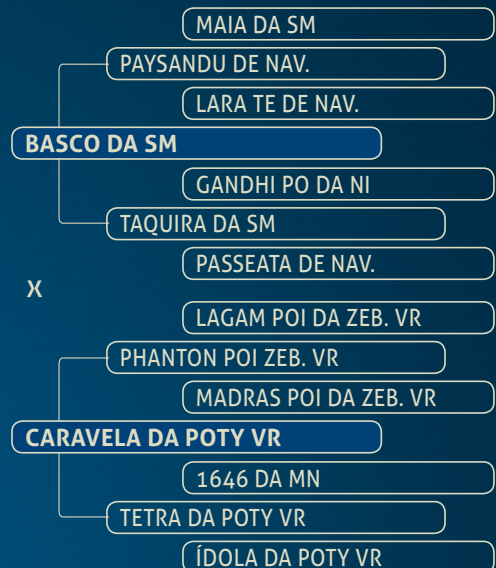 MAIA DA SM
PAYSANDU DE NAV.
LARA TE DE NAV.
BASCO DA SM
GANDHI PO DA NI
TAQUIRA DA SM
PASSEATA DE NAV.
X
LAGAM POI DA ZEB. VR
PHANTON POI ZEB. VR
MADRAS POI DA ZEB. VR
CARAVELA DA POTY VR
1646 DA MN
TETRA DA POTY VR
ÍDOLA DA POTY VR